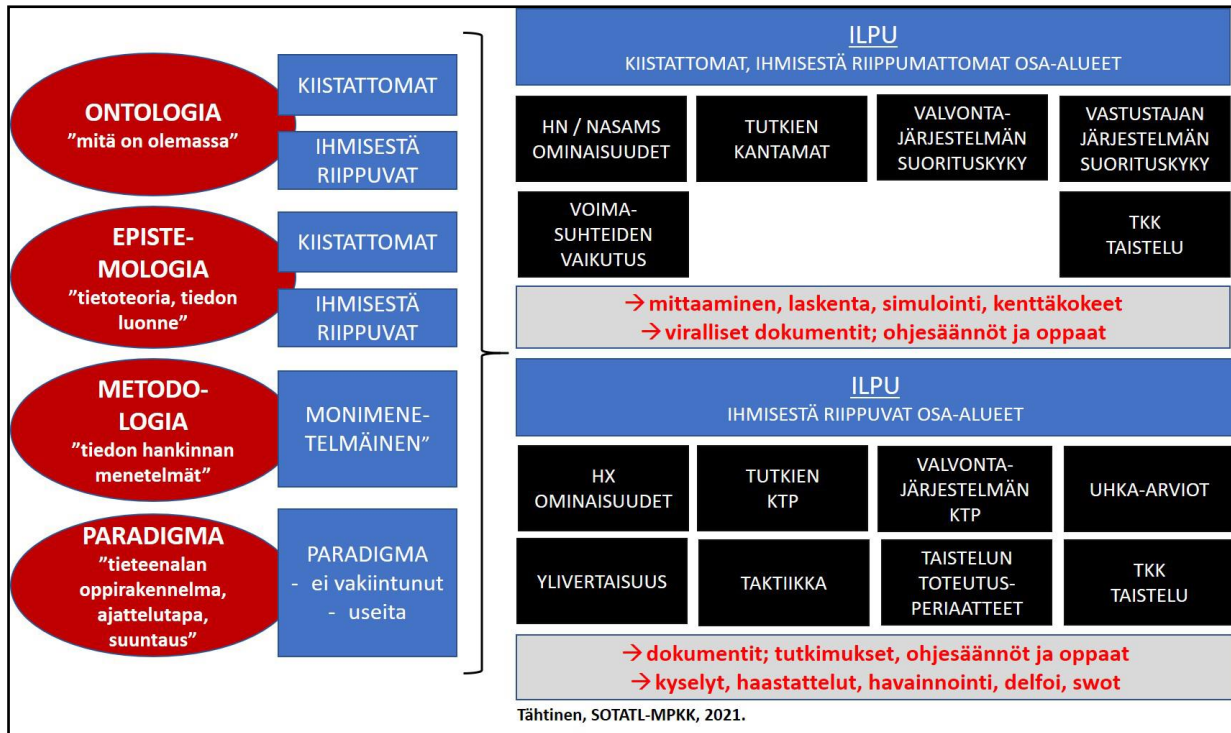 ONTOLOGIA
”mitä on olemassa”
KIISTATTOMAT
IHMISESTÄ
RIIPPUVAT
EPISTE-
MOLOGIA
”tietoteoria, tiedon
luonne”
KIISTATTOMAT
IHMISESTÄ
RIIPPUVAT
METODO-
LOGIA
”tiedon hankinnan
menetelmät”
MONIMENE-
TELMÄINEN”
PARADIGMA
”tieteenalan
oppirakennelma,
ajattelutapa,
suuntaus”
PARADIGMA
- ei vakiintunut
- useita
ILPU
KIISTATTOMAT, IHMISESTÄ RIIPPUMATTOMAT OSA-ALUEET
HN / NASAMS
OMINAISUUDET
TUTKIEN
KANTAMAT
VALVONTA-
JÄRJESTELMÄN
SUORITUSKYKY
VASTUSTAJAN
JÄRJESTELMÄN
SUORITUSKYKY
VOIMA-
SUHTEIDEN
VAIKUTUS
TKK
TAISTELU
→ mittaaminen, laskenta, simulointi, kenttäkokeet
→ viralliset dokumentit; ohjesäännöt ja oppaat
ILPU
IHMISESTÄ RIIPPUVAT OSA-ALUEET
HX
OMINAISUUDET
TUTKIEN
KTP
VALVONTA-
JÄRJESTELMÄN
KTP
UHKA-ARVIOT
YLIVERTAISUUS
TAKTIIKKA
TAISTELUN
TOTEUTUS-
PERIAATTEET
TKK
TAISTELU
→ dokumentit; tutkimukset, ohjesäännöt ja oppaat
→ kyselyt, haastattelut, havainnointi, delfoi, swot
Tähtinen, SOTATL-MPKK, 2021.